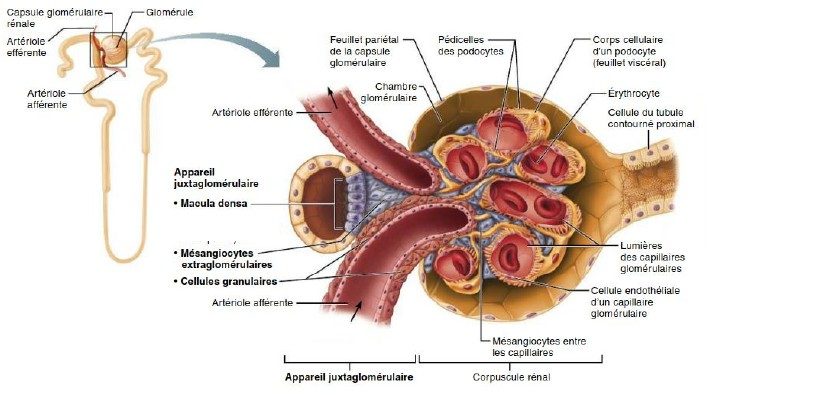 Capsule glomérulaire
rénale
Glomérule
Artériole
efférente
Artériole
afférente
Feuillet pariétal
de la capsule
glomérulaire
Pédicelles
des podocytes
Corps cellulaire
d'un podocyte
(feuillet viscéral)
Chambre
glomérulaire
Érythrocyte
Artériole efférente
Cellule du tubule
contourné proximal
Appareil
juxtaglomérulaire
• Macula densa
• Mésangiocytes
extraglomérulaires
• Cellules granulaires
Lumières
des capillaires
glomérulaires
Artériole afférente
Cellule endothéliale
d'un capillaire
glomérulaire
Mésangiocytes entre
les capillaires
Appareil juxtaglomérulaire
Corpuscule rénal